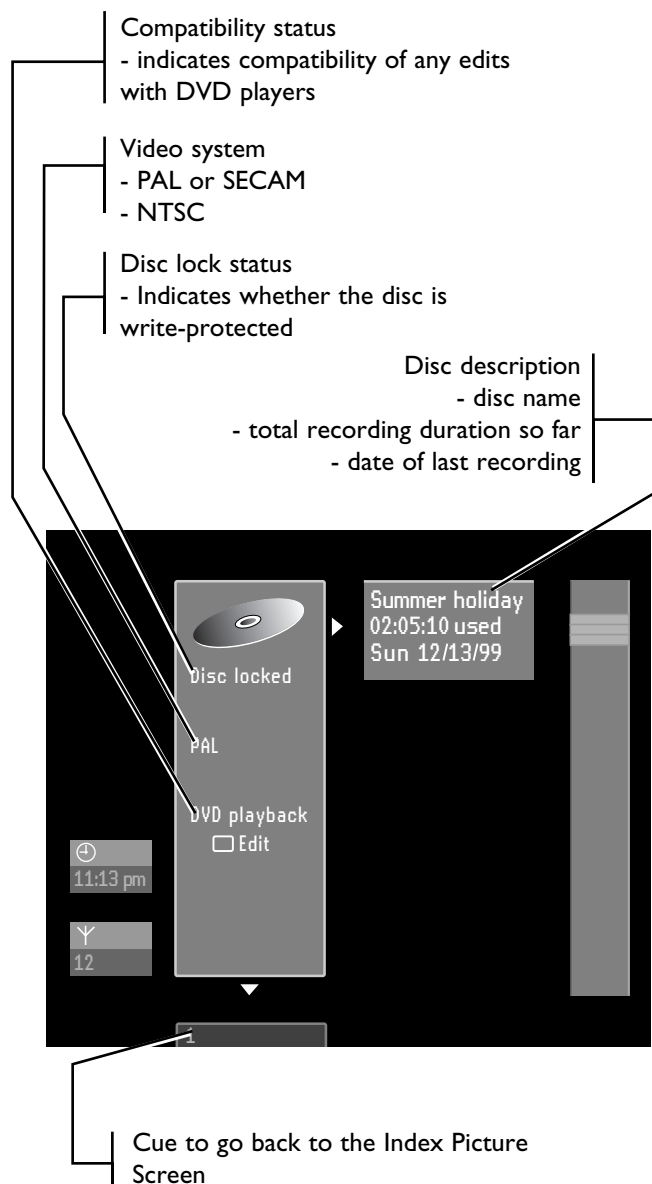 Compatibility status
- indicates compatibility of any edits
with DVD players
Video system
- PAL or SECAM
- NTSC
Disc lock status
- Indicates whether the disc is
write-protected
Disc description
- disc name
- total recording duration so far
- date of last recording
Summer holiday
02:05:10 used
Sun 12/13/99
Disc locked
PAL
DVD playback
Edit
11:13 pm
12
1
Cue to go back to the Index Picture
Screen